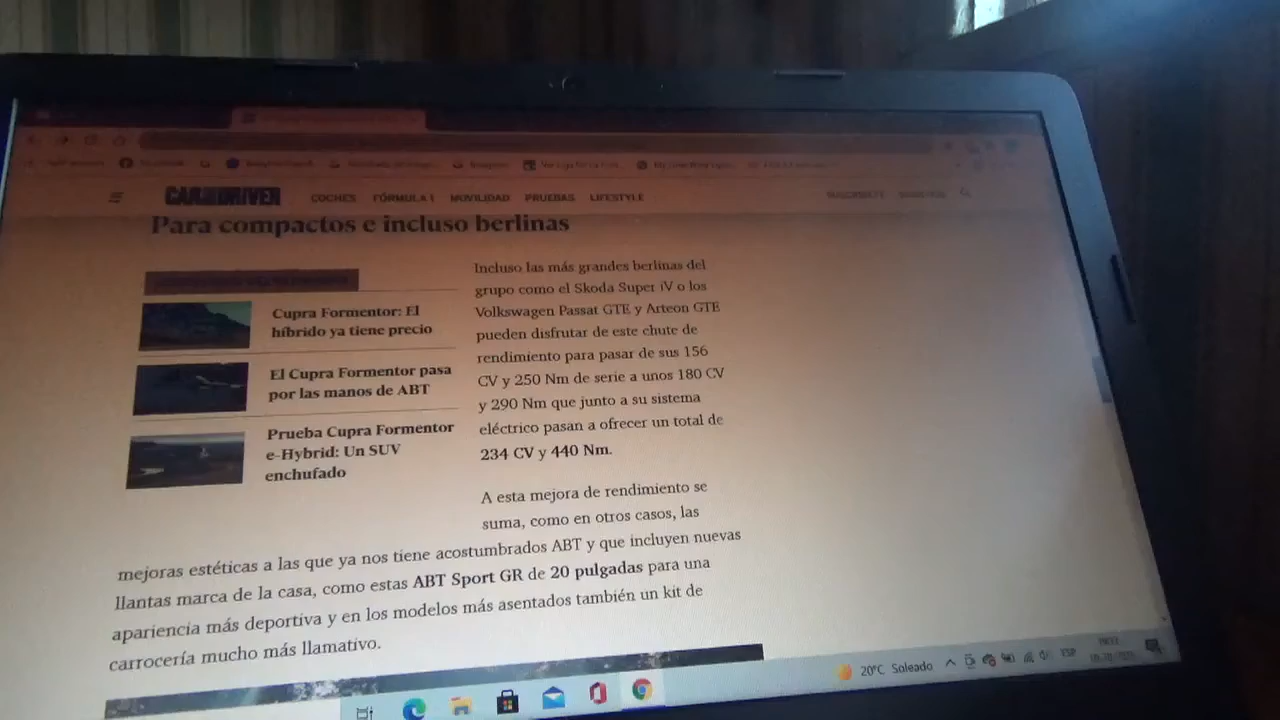 CAR AND DRIVER COCHES FÓRMULA 1 MOVILIDAD PRUEBAS LIFESTYLE
Para compactos e incluso berlinas
Cupra Formentor: El
híbrido ya tiene precio
El Cupra Formentor pasa
por las manos de ABT
Prueba Cupra Formentor
e-Hybrid: Un SUV
enchufado
Incluso las más grandes berlinas del
grupo como el Skoda Super iV o los
Volkswagen Passat GTE y Arteon GTE
pueden disfrutar de este chute de
rendimiento para pasar de sus 156
CV y 250 Nm de serie a unos 180 CV
y 290 Nm que junto a su sistema
eléctrico pasan a ofrecer un total de
234 CV y 440 Nm.
A esta mejora de rendimiento se
suma, como en otros casos, las
mejoras estéticas a las que ya nos tiene acostumbrados ABT y que incluyen nuevas
llantas marca de la casa, como estas ABT Sport GR de 20 pulgadas para una
apariencia más deportiva y en los modelos más asentados también un kit de
carrocería mucho más llamativo.
20°C Soleado ESP